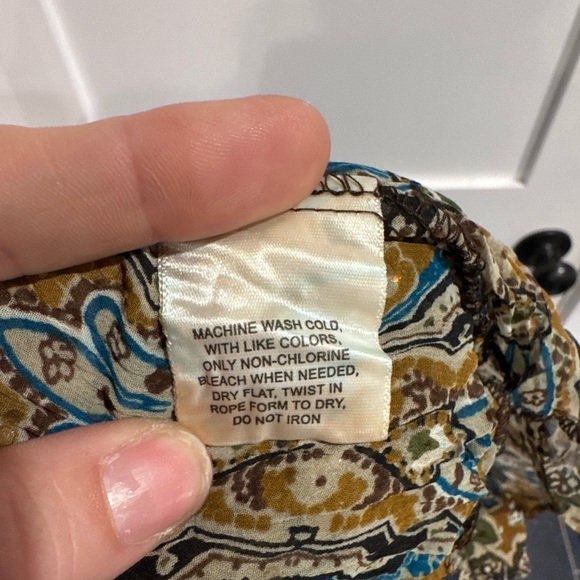 MACHINE WASH COLD,
WITH LIKE COLORS,
ONLY NON-CHLORINE
BLEACH WHEN NEEDED,
DRY FLAT, TWIST IN
ROPE FORM TO DRY,
DO NOT IRON